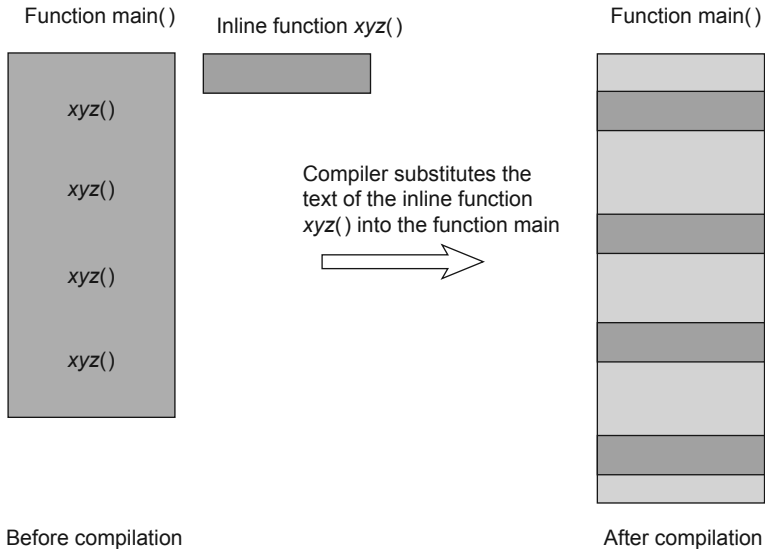 Function main()
Inline function xyz()
Function main()
xyz()
xyz()
xyz()
xyz()
Compiler substitutes the
text of the inline function
xyz() into the function main
Before compilation
After compilation